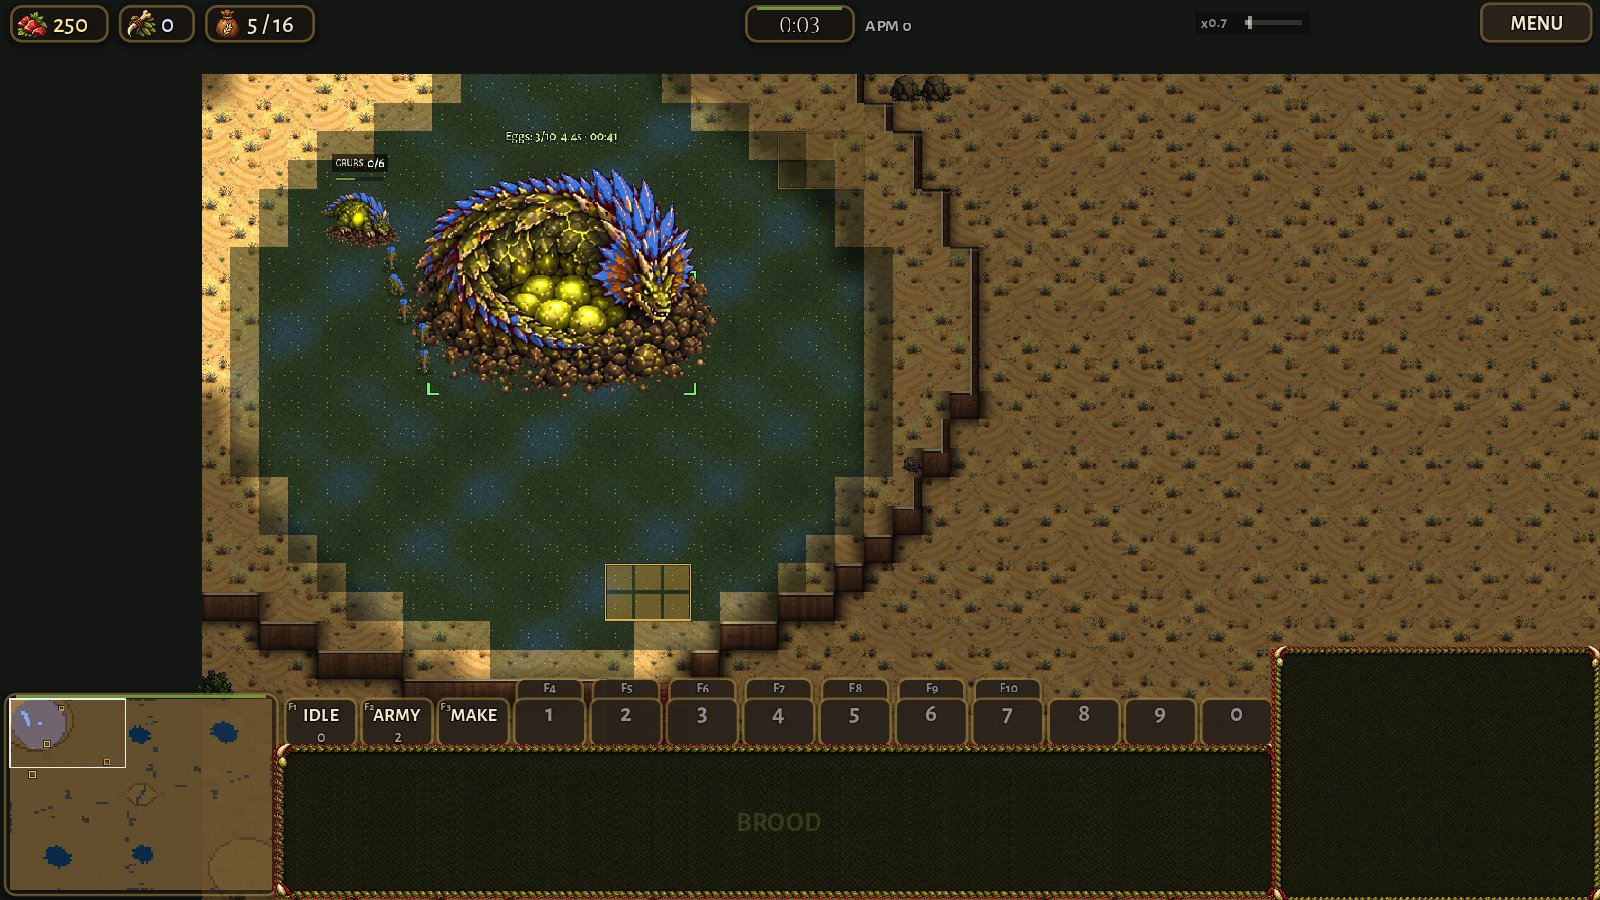 250
0
5 / 16
0:03
APM 0
x0.7
MENU
Eggs: 3/10 4.4s · 00:41
GRUBS 0/6
F1 IDLE 0
F2 ARMY 2
F3 MAKE
F4 1
F5 2
F6 3
F7 4
F8 5
F9 6
F10 7
8
9
0
BROOD